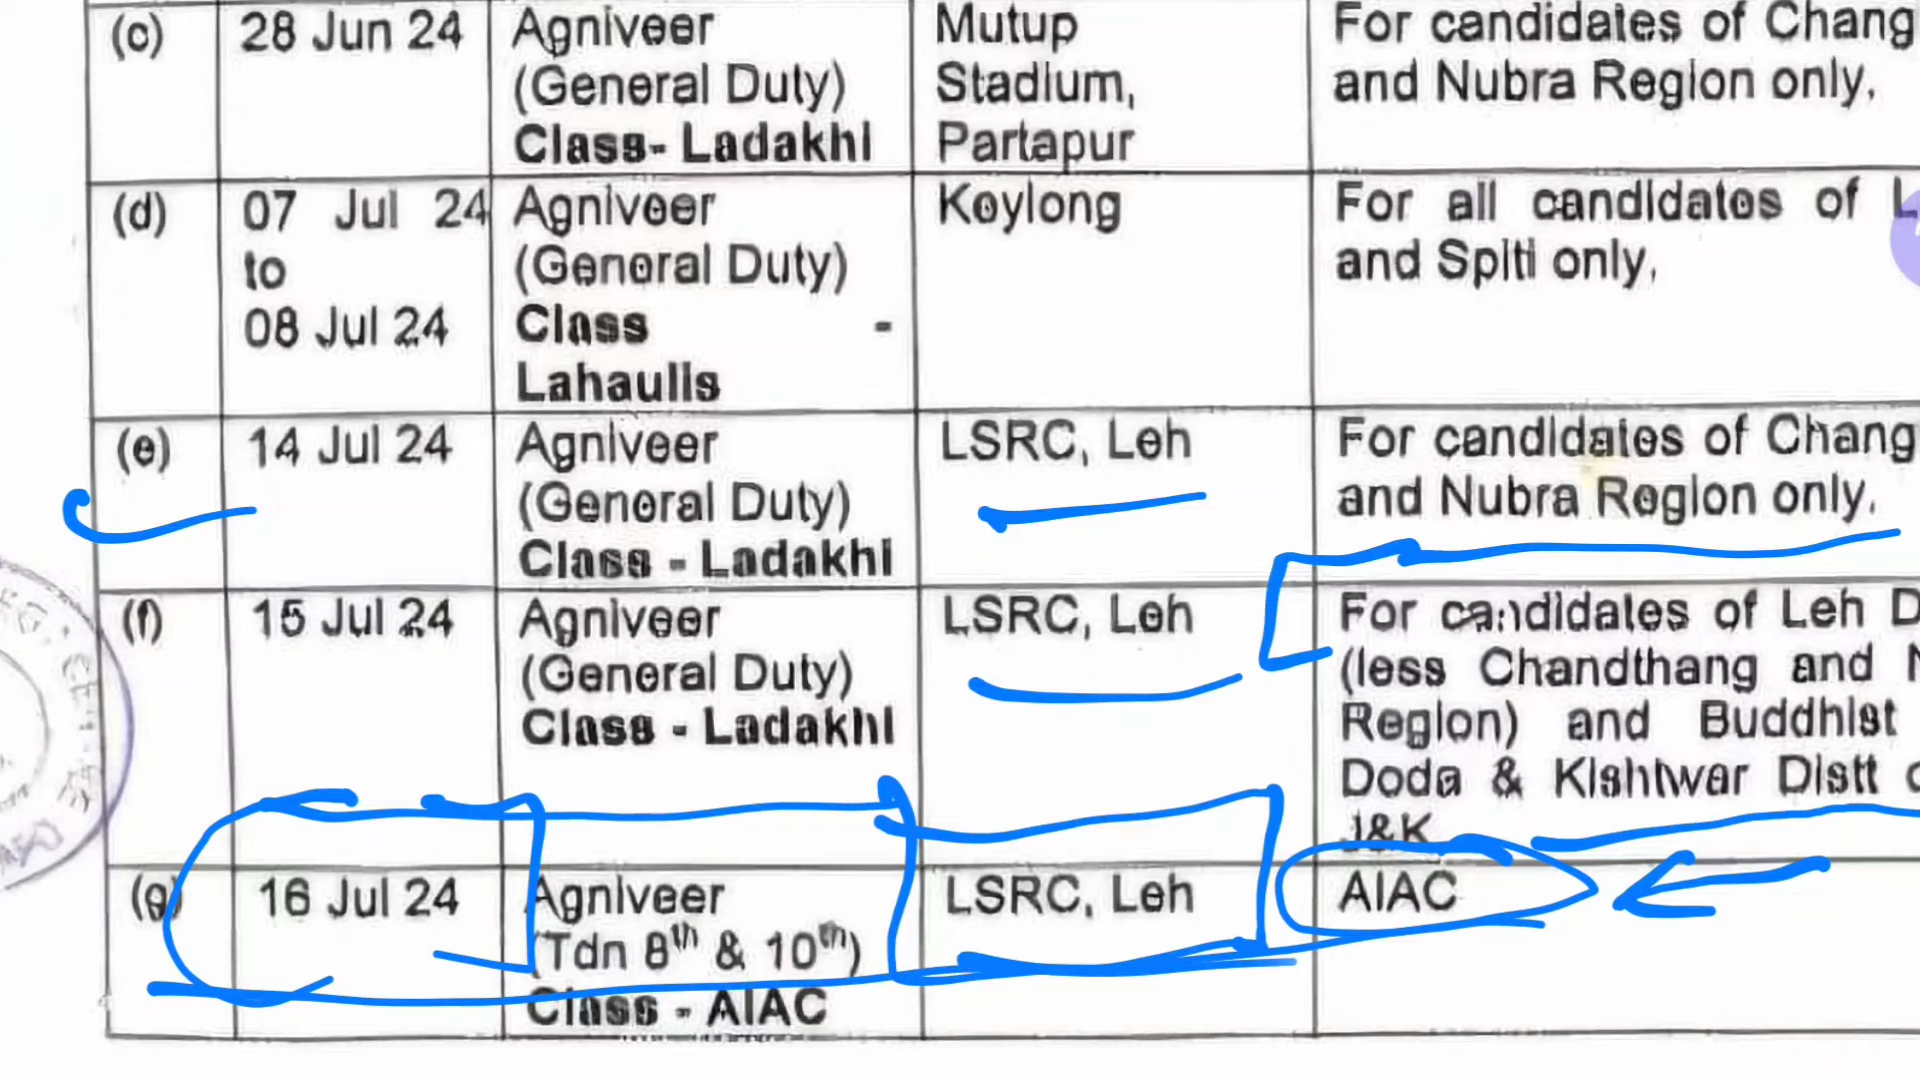 (c) 28 Jun 24 Agniveer Mutup For candidates of Chang
(General Duty) Stadium, and Nubra Region only.
Class- Ladakhi Partapur
(d) 07 Jul 24 Agniveer Keylong For all candidates of L
to (General Duty) and Spiti only.
08 Jul 24 Class -
Lahaulis
(e) 14 Jul 24 Agniveer LSRC, Leh For candidates of Chang
(General Duty) and Nubra Region only.
Class - Ladakhi
(f) 15 Jul 24 Agniveer LSRC, Leh For candidates of Leh D
(General Duty) (less Chandthang and N
Class - Ladakhi Region) and Buddhist
Doda & Kishtwar Distt o
J&K
(g) 16 Jul 24 Agniveer LSRC, Leh AIAC
(Tdn 8th & 10th)
Class - AIAC